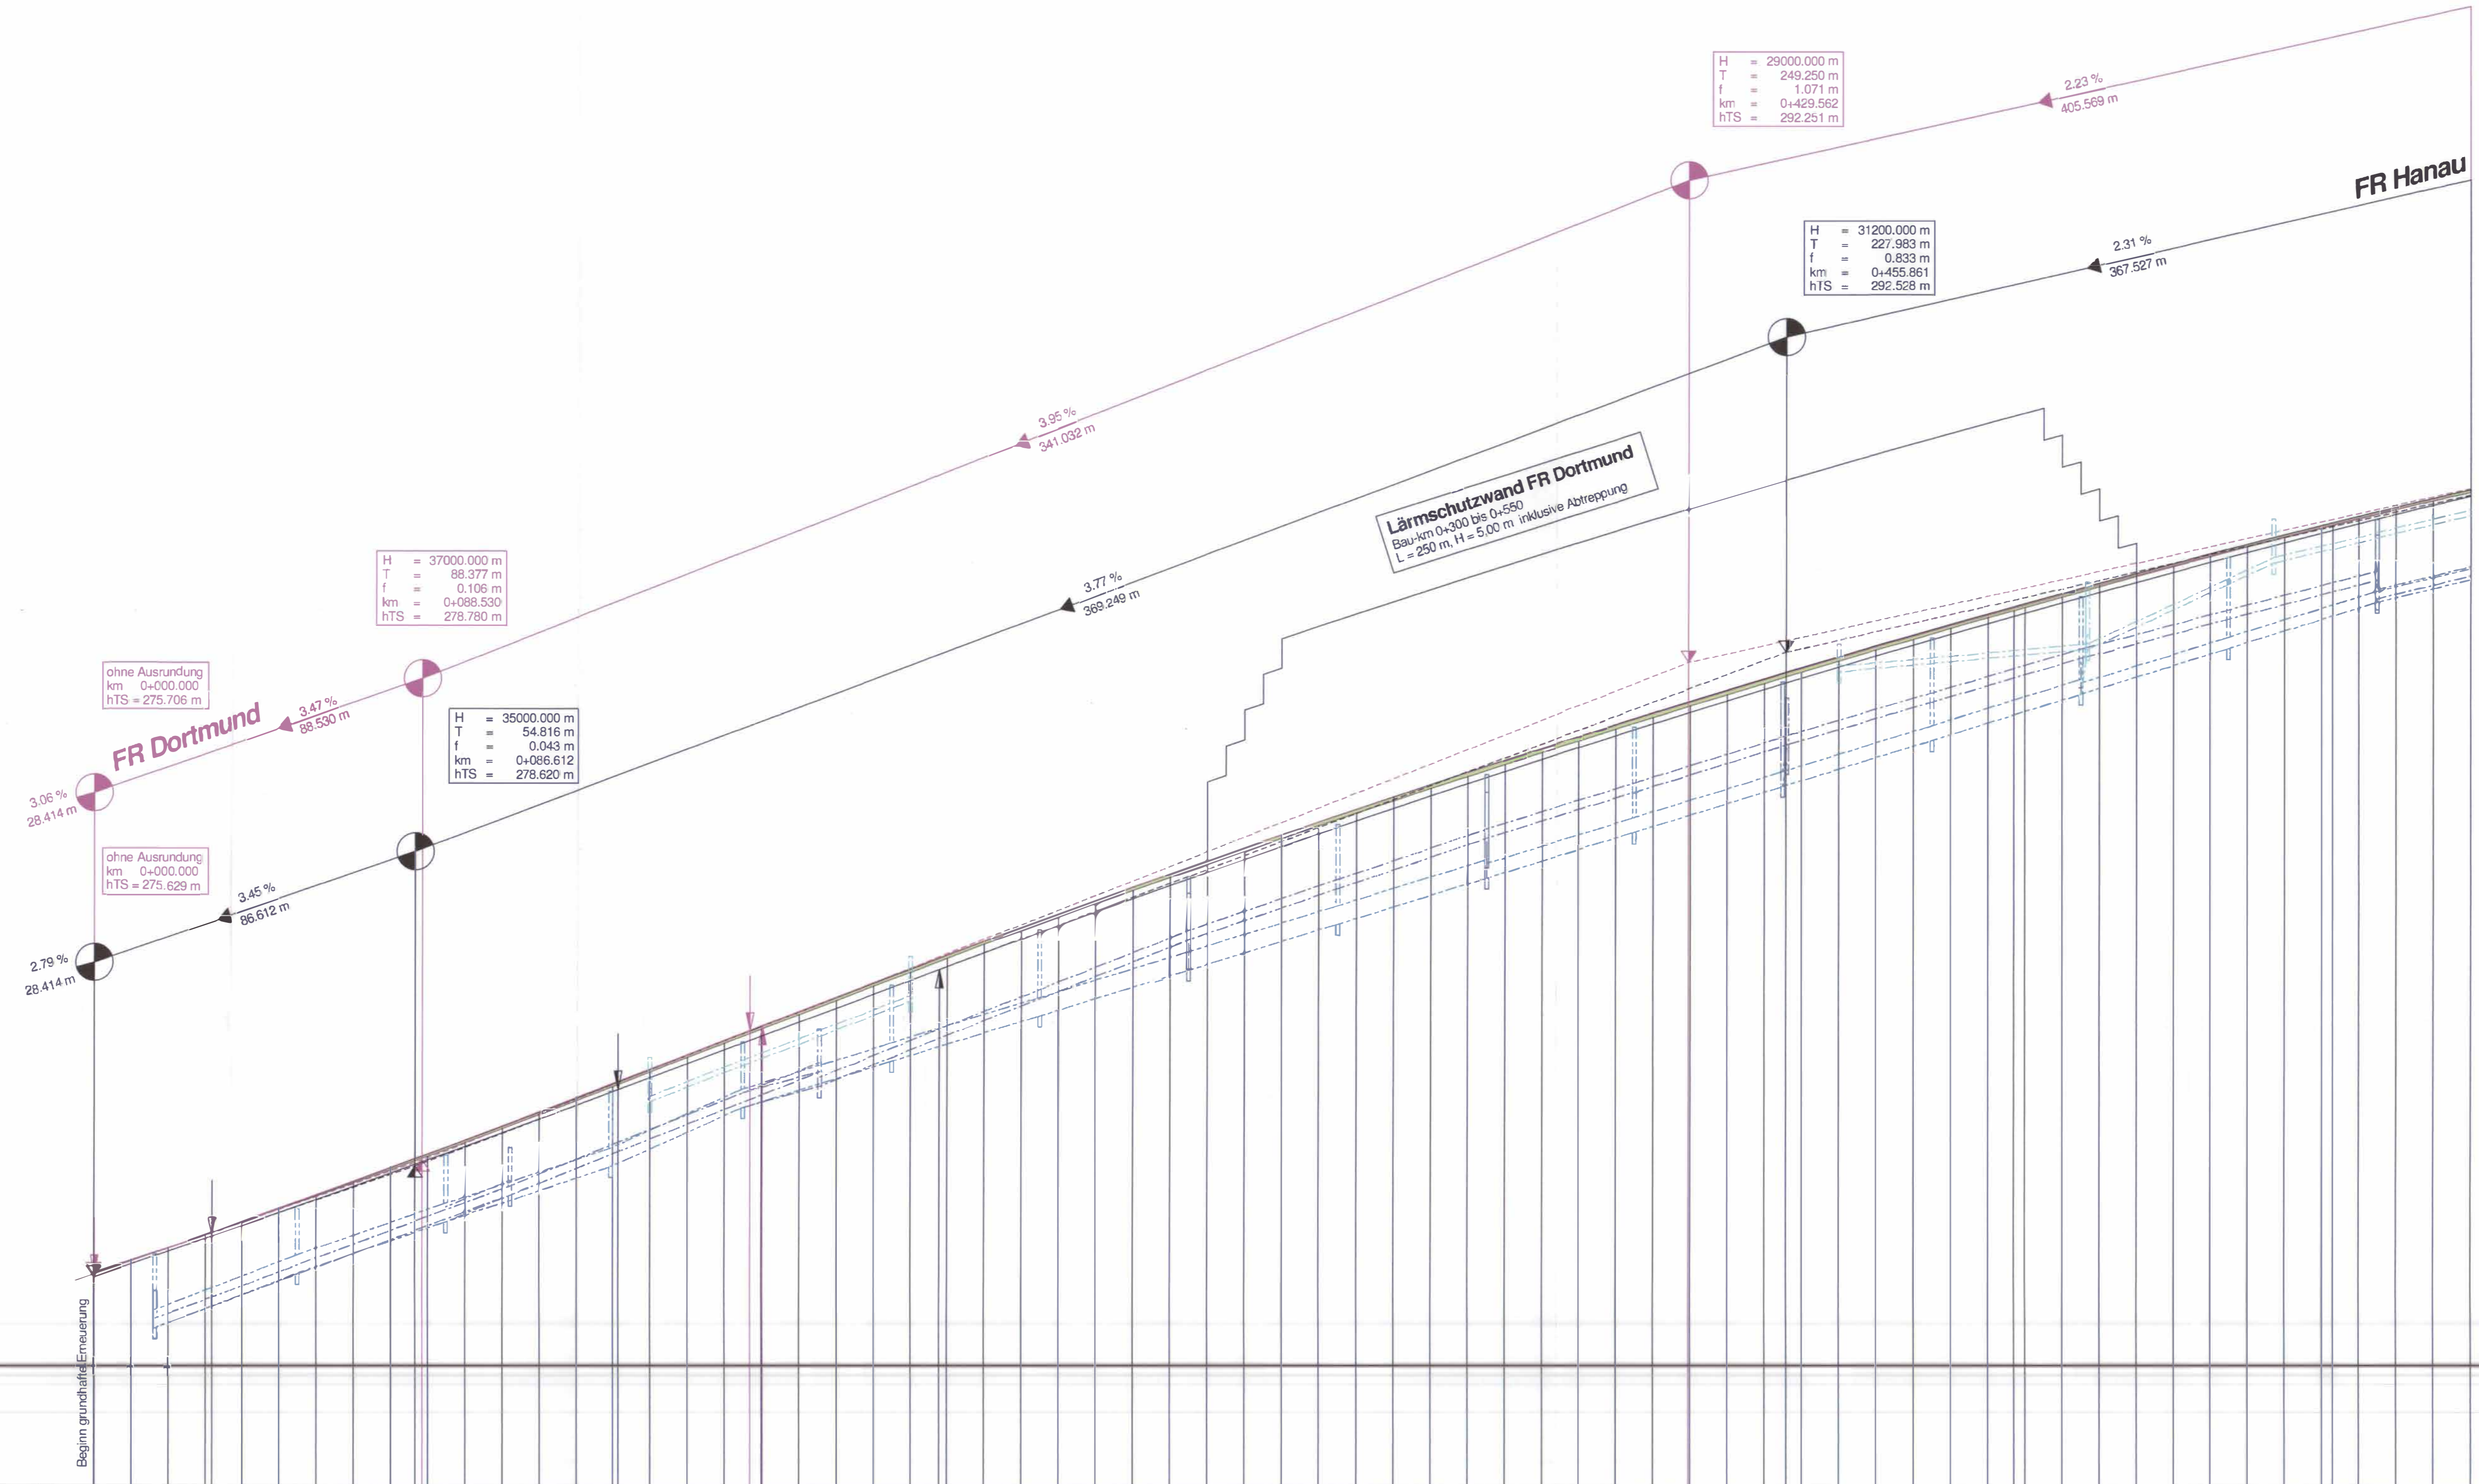 H = 29000.000 m
T = 249.250 m
f = 1.071 m
km = 0+429.562
hTS = 292.251 m
2.23 %
405.569 m
FR Hanau
H = 31200.000 m
T = 227.983 m
f = 0.833 m
km = 0+455.861
hTS = 292.528 m
2.31 %
367.527 m
3.95 %
341.032 m
Lärmschutzwand FR Dortmund
Bau-km 0+300 bis 0+550
L = 250 m, H = 5,00 m inklusive Abtreppung
3.77 %
369.249 m
H = 37000.000 m
T = 88.377 m
f = 0.106 m
km = 0+088.530
hTS = 278.780 m
ohne Ausrundung
km 0+000.000
hTS = 275.706 m
FR Dortmund
3.47 %
88.530 m
H = 35000.000 m
T = 54.816 m
f = 0.043 m
km = 0+086.612
hTS = 278.620 m
3.06 %
28.414 m
ohne Ausrundung
km 0+000.000
hTS = 275.629 m
3.45 %
86.612 m
2.79 %
28.414 m
Beginn grundhafte Erneuerung